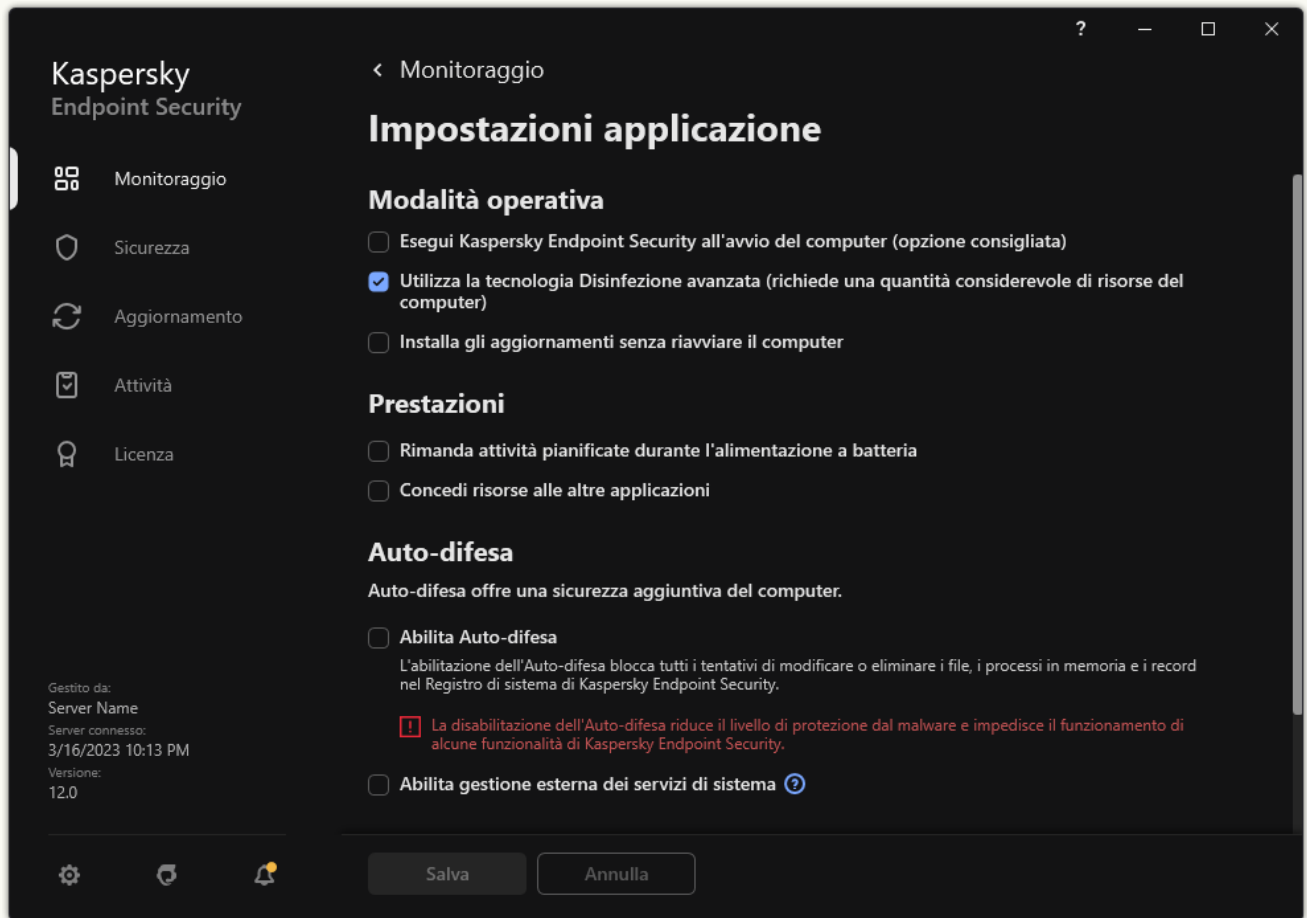 ?
Kaspersky
Endpoint Security
Monitoraggio
Sicurezza
Aggiornamento
Attività
Licenza
Gestito da:
Server Name
Server connesso:
3/16/2023 10:13 PM
Versione:
12.0
Monitoraggio
Impostazioni applicazione
Modalità operativa
Esegui Kaspersky Endpoint Security all'avvio del computer (opzione consigliata)
Utilizza la tecnologia Disinfezione avanzata (richiede una quantità considerevole di risorse del
computer)
Installa gli aggiornamenti senza riavviare il computer
Prestazioni
Rimanda attività pianificate durante l'alimentazione a batteria
Concedi risorse alle altre applicazioni
Auto-difesa
Auto-difesa offre una sicurezza aggiuntiva del computer.
Abilita Auto-difesa
L'abilitazione dell'Auto-difesa blocca tutti i tentativi di modificare o eliminare i file, i processi in memoria e i record
nel Registro di sistema di Kaspersky Endpoint Security.
! La disabilitazione dell'Auto-difesa riduce il livello di protezione dal malware e impedisce il funzionamento di
alcune funzionalità di Kaspersky Endpoint Security.
Abilita gestione esterna dei servizi di sistema ?
Salva
Annulla